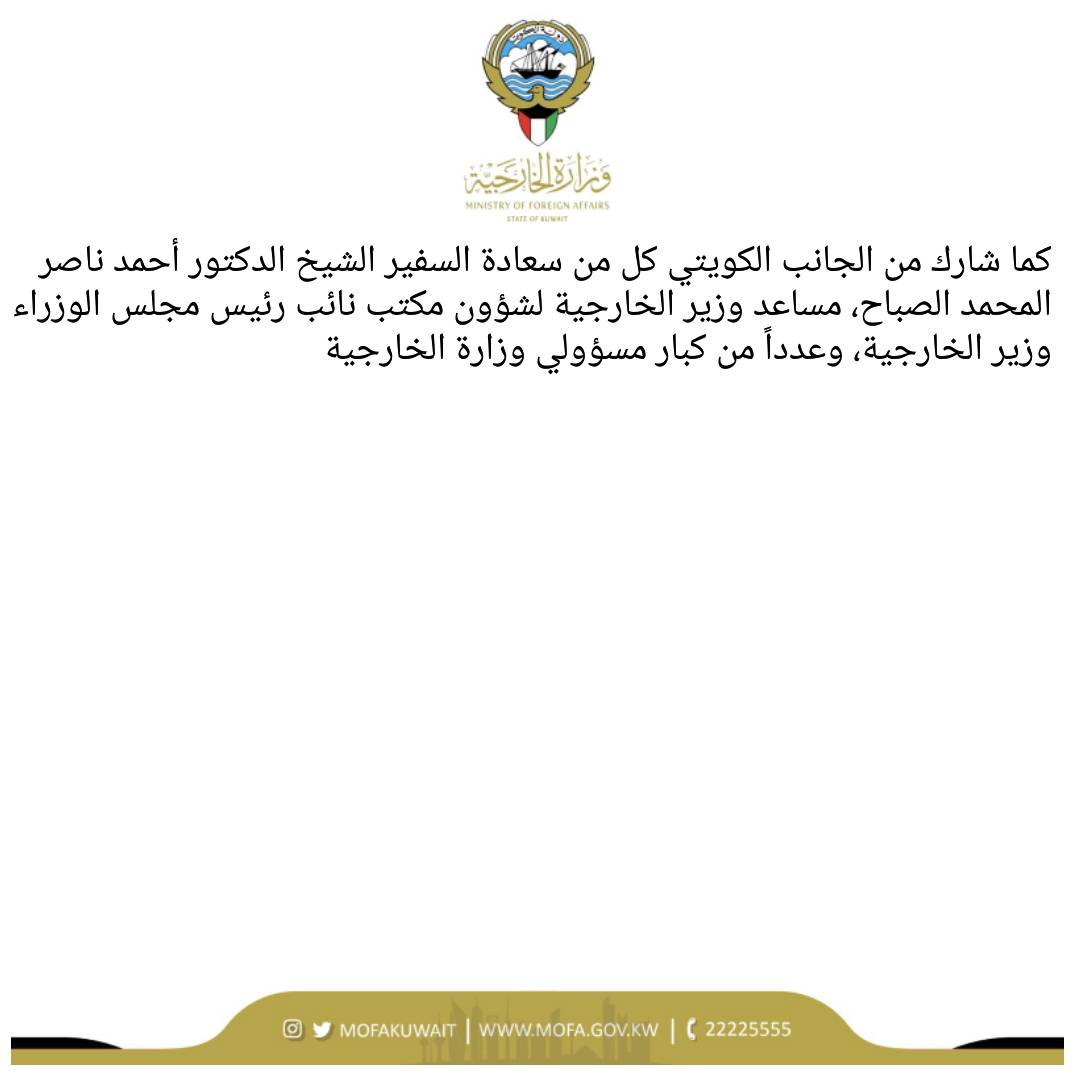 دولة الكويت
وزارة الخارجية
MINISTRY OF FOREIGN AFFAIRS
STATE OF KUWAIT
كما شارك من الجانب الكويتي كل من سعادة السفير الشيخ الدكتور أحمد ناصر
المحمد الصباح، مساعد وزير الخارجية لشؤون مكتب نائب رئيس مجلس الوزراء
وزير الخارجية، وعدداً من كبار مسؤولي وزارة الخارجية
MOFAKUWAIT | WWW.MOFA.GOV.KW | 22225555